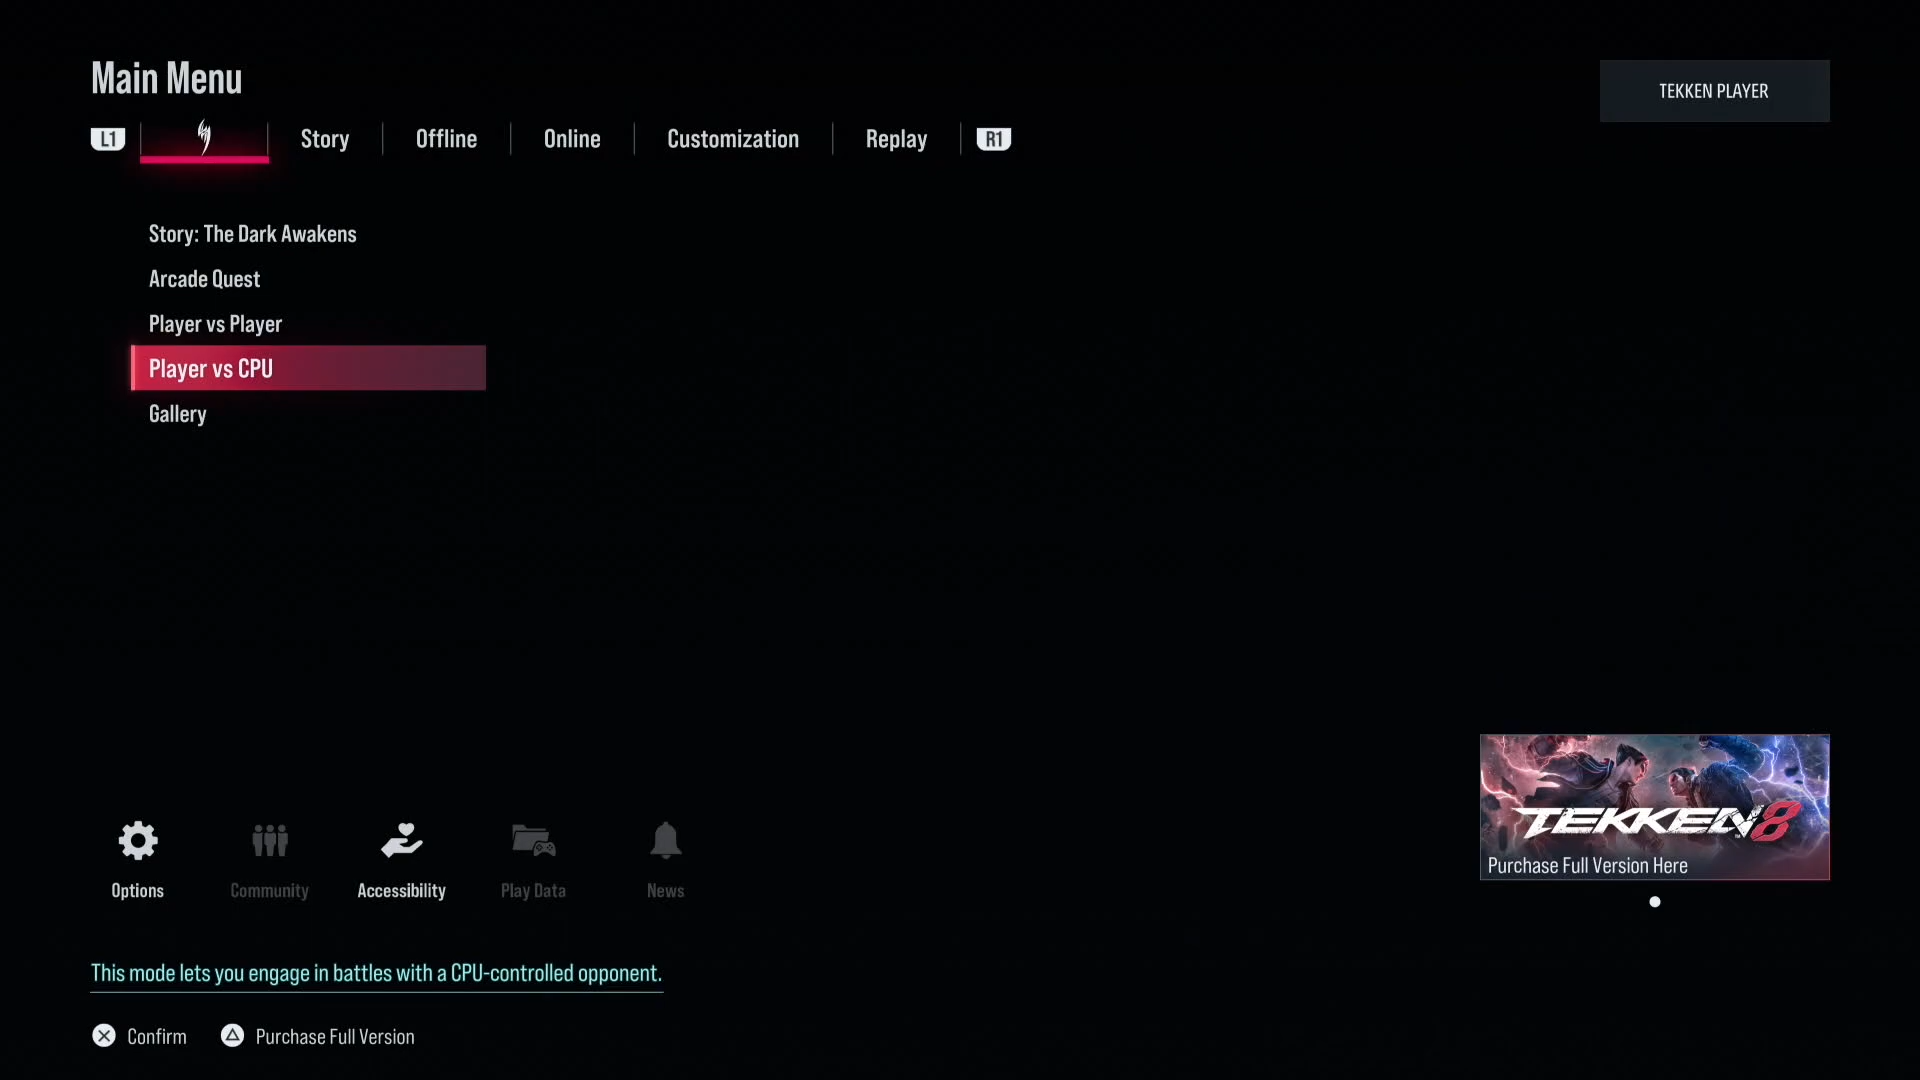 Main Menu
TEKKEN PLAYER
L1 Story Offline Online Customization Replay R1
Story: The Dark Awakens
Arcade Quest
Player vs Player
Player vs CPU
Gallery
TEKKEN 8
Purchase Full Version Here
Options Community Accessibility Play Data News
This mode lets you engage in battles with a CPU-controlled opponent.
Confirm Purchase Full Version